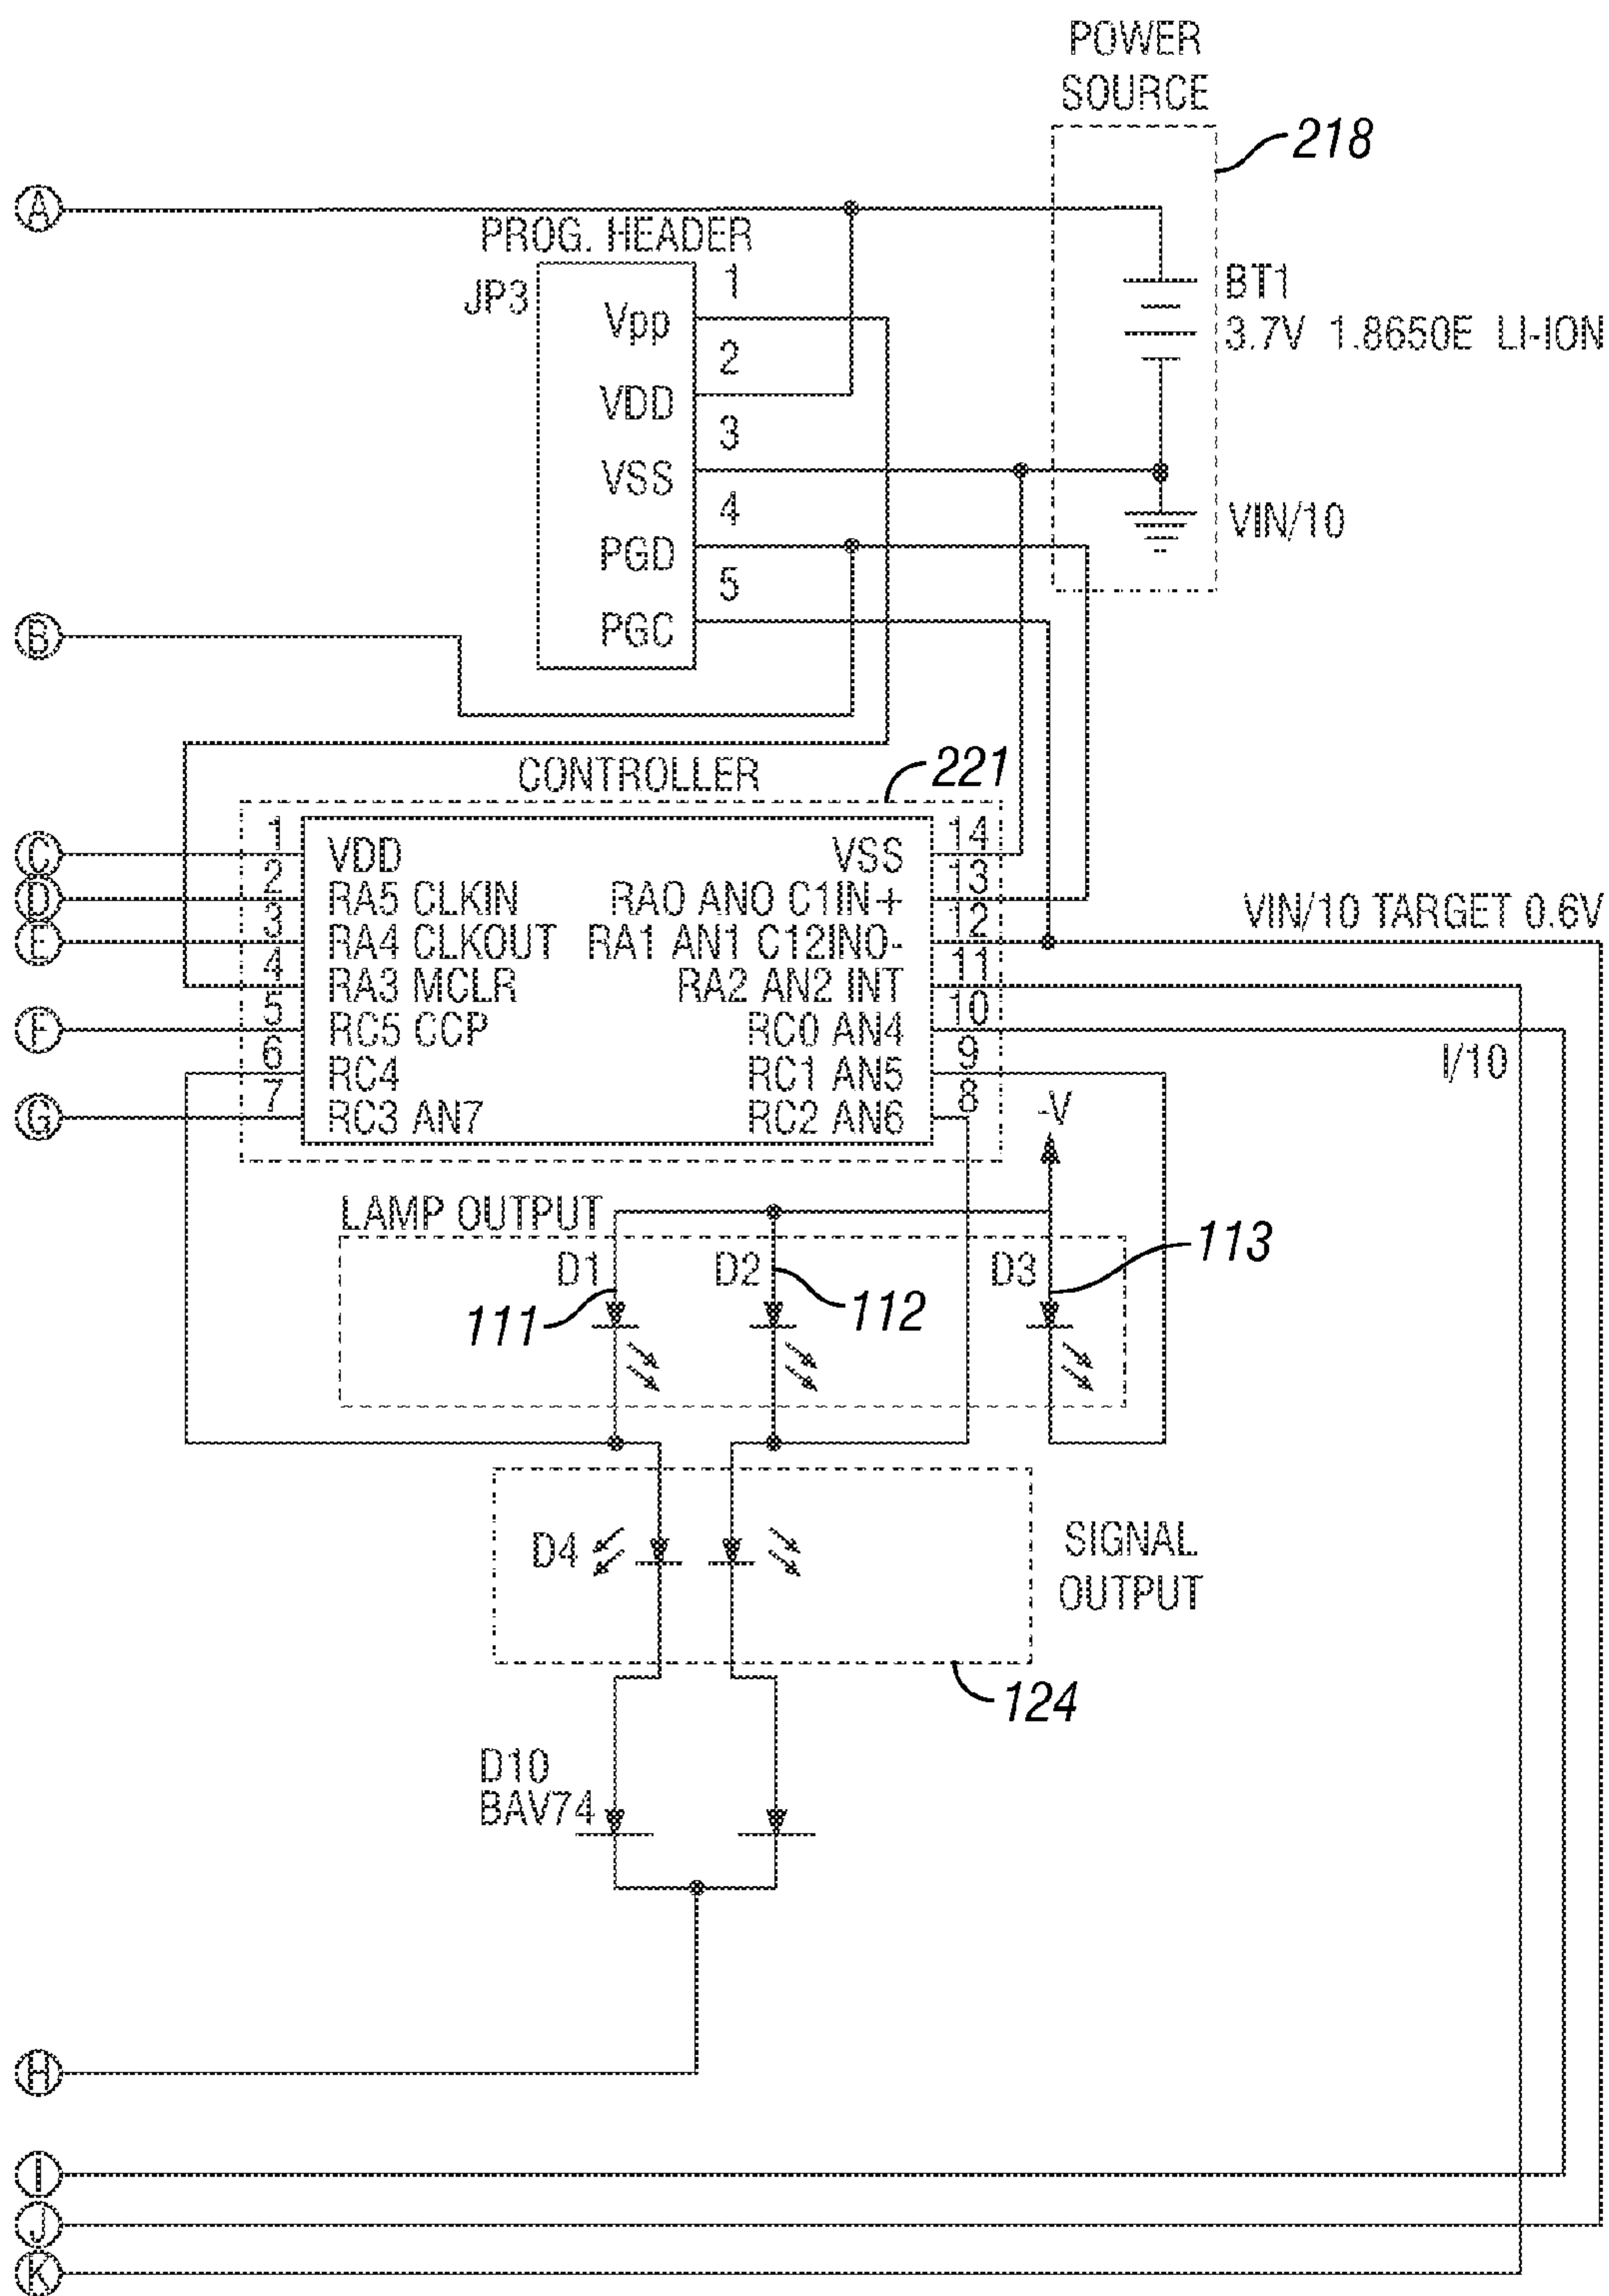 POWER
SOURCE
218
A
PROG. HEADER
JP3
1
Vpp
2
VDD
3
VSS
4
PGD
5
PGC
BT1
3.7V 1.8650E LI-ION
VIN/10
B
CONTROLLER
221
C
1
VDD
VSS
14
D
2
RA5 CLKIN
RA0 AN0 C1IN+
13
E
3
RA4 CLKOUT
RA1 AN1 C12IN0-
12
VIN/10 TARGET 0.6V
4
RA3 MCLR
RA2 AN2 INT
11
F
5
RC5 CCP
RC0 AN4
10
I/10
6
RC4
RC1 AN5
9
G
7
RC3 AN7
RC2 AN6
8
-V
LAMP OUTPUT
D1
D2
D3
113
111
112
D4
SIGNAL
OUTPUT
124
D10
BAV74
H
I
J
K